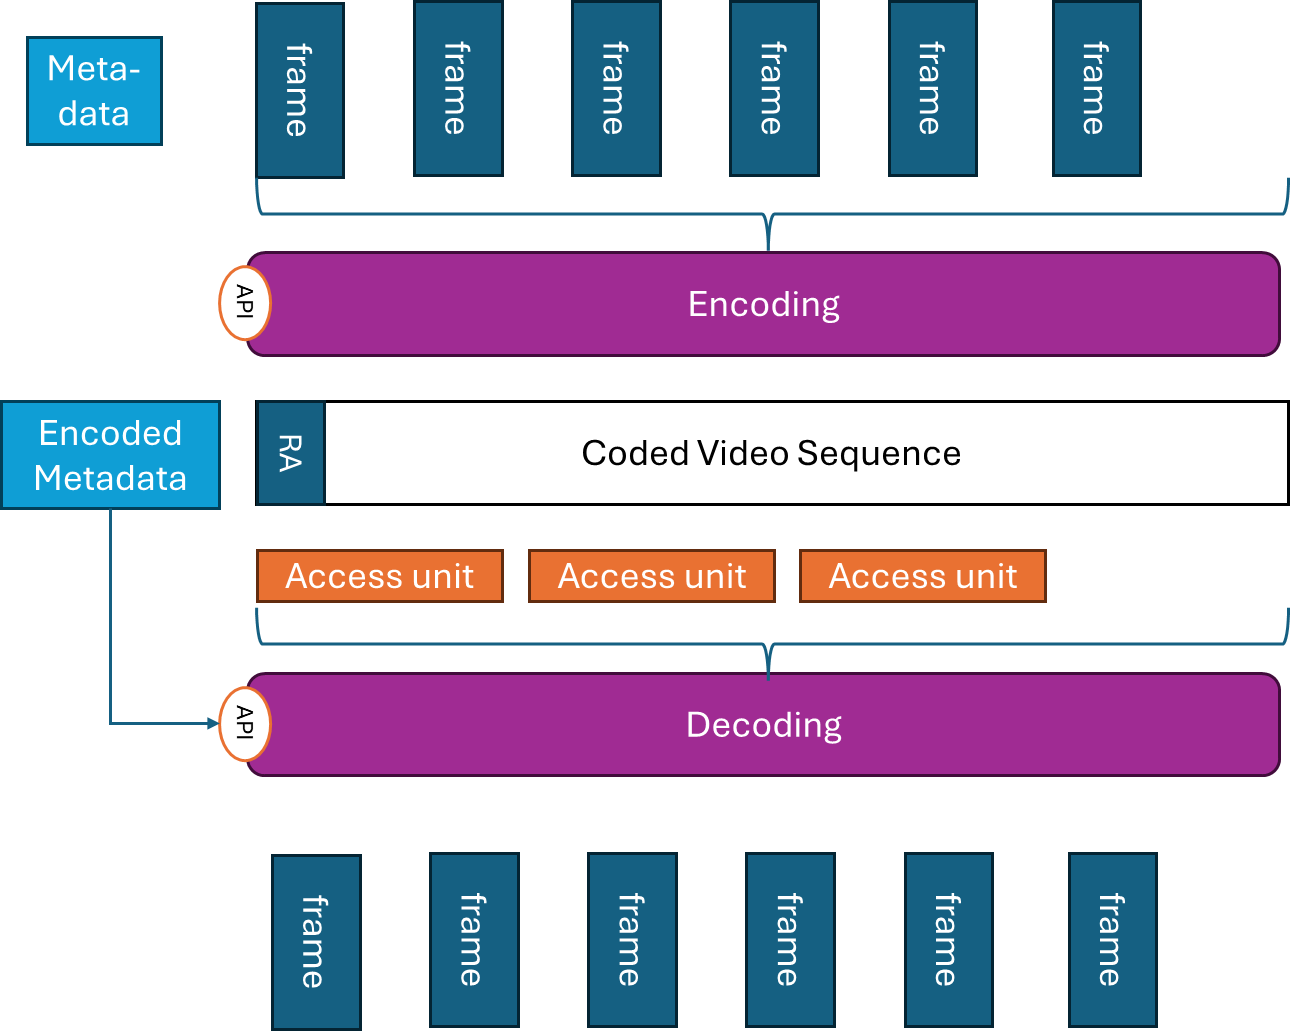 Meta-
data
frame
frame
frame
frame
frame
frame
API
Encoding
Encoded
Metadata
RA
Coded Video Sequence
Access unit
Access unit
Access unit
API
Decoding
frame
frame
frame
frame
frame
frame